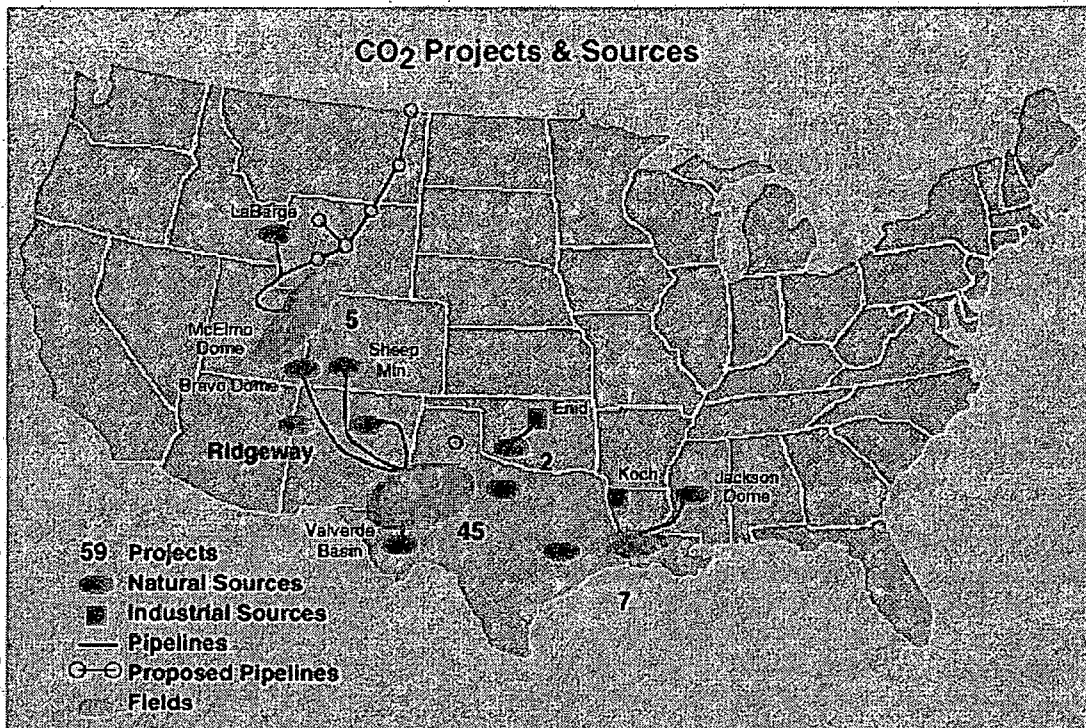 CO2 Projects & Sources
LaBarge
McElmo
Dome
5
Sheep
Mtn.
Bravo Dome
Enid
Ridgeway
2
Koch
Jackson
Dome
Valverde
Basin
45
7
59 Projects
Natural Sources
Industrial Sources
Pipelines
Proposed Pipelines
Fields